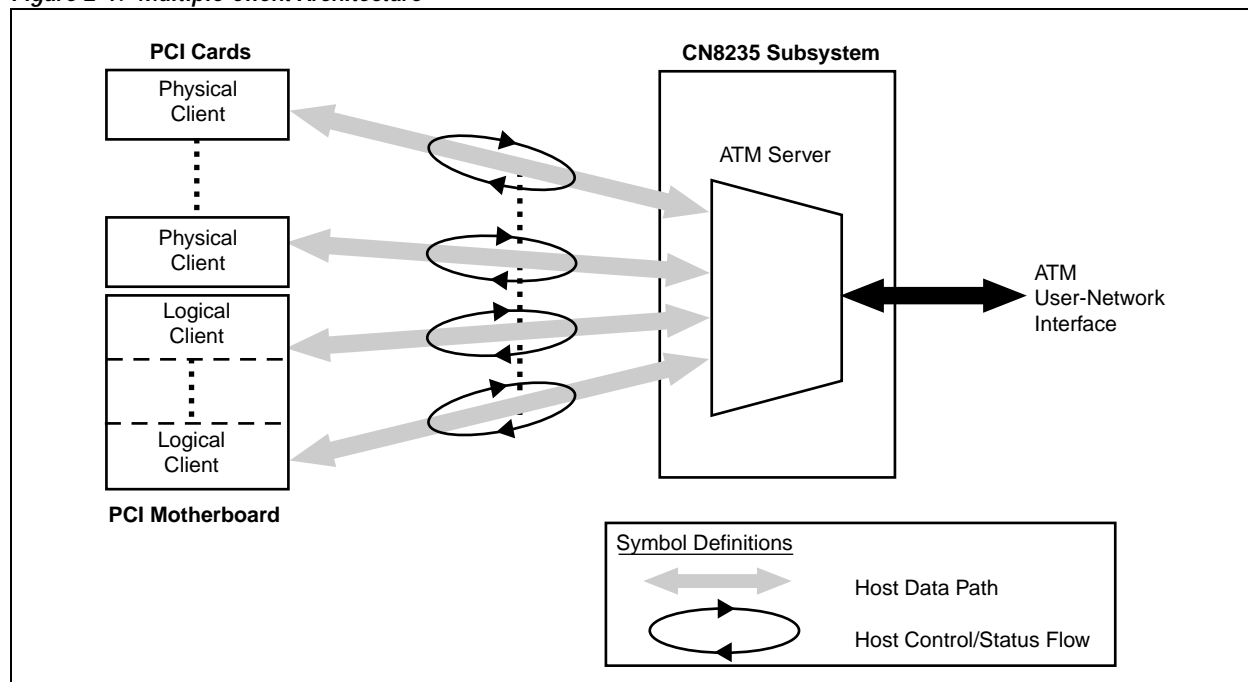 PCI Cards
Physical
Client
Physical
Client
Logical
Client
Logical
Client
PCI Motherboard
CN8235 Subsystem
ATM Server
ATM
User-Network
Interface
Symbol Definitions
Host Data Path
Host Control/Status Flow